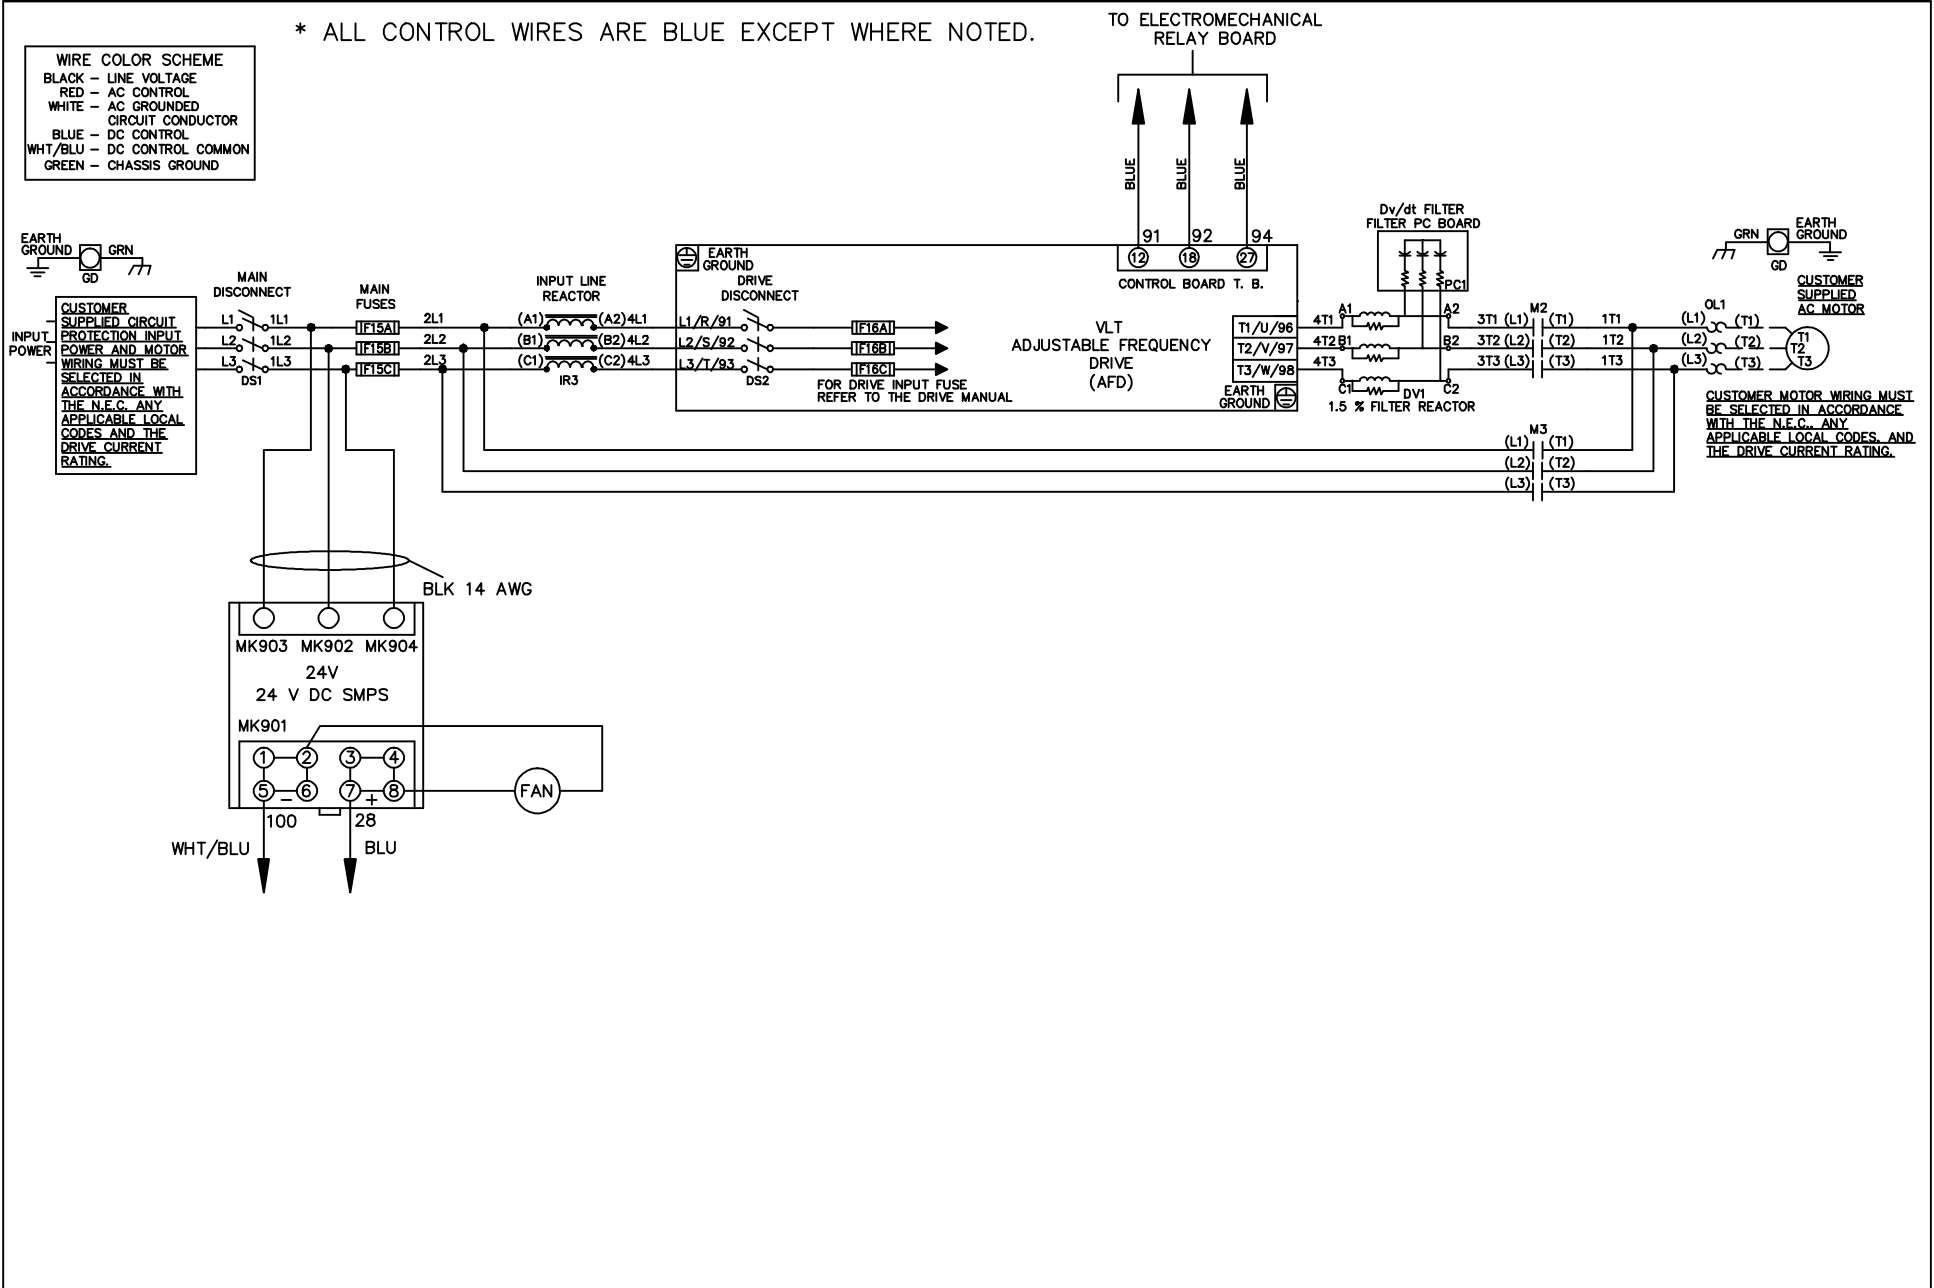 * ALL CONTROL WIRES ARE BLUE EXCEPT WHERE NOTED.
TO ELECTROMECHANICAL
RELAY BOARD
WIRE COLOR SCHEME
BLACK – LINE VOLTAGE
RED – AC CONTROL
WHITE – AC GROUNDED
CIRCUIT CONDUCTOR
BLUE – DC CONTROL
WHT/BLU – DC CONTROL COMMON
GREEN – CHASSIS GROUND
BLUE
BLUE
BLUE
91
92
94
12
18
27
CONTROL BOARD T. B.
EARTH
GROUND
GRN
GD
INPUT
POWER
CUSTOMER
SUPPLIED CIRCUIT
PROTECTION INPUT
POWER AND MOTOR
WIRING MUST BE
SELECTED IN
ACCORDANCE WITH
THE N.E.C. ANY
APPLICABLE LOCAL
CODES AND THE
DRIVE CURRENT
RATING.
MAIN
DISCONNECT
L1
1L1
L2
1L2
L3
1L3
DS1
MAIN
FUSES
F15A
F15B
F15C
2L1
2L2
2L3
INPUT LINE
REACTOR
(A1)
(A2)
4L1
(B1)
(B2)
4L2
(C1)
(C2)
4L3
IR3
EARTH
GROUND
DRIVE
DISCONNECT
L1/R/91
L2/S/92
L3/T/93
DS2
F16A
F16B
F16C
FOR DRIVE INPUT FUSE
REFER TO THE DRIVE MANUAL
VLT
ADJUSTABLE FREQUENCY
DRIVE
(AFD)
T1/U/96
T2/V/97
T3/W/98
EARTH
GROUND
Dv/dt FILTER
FILTER PC BOARD
PC1
4T1
A1
A2
4T2
B1
B2
4T3
C1
C2
DV1
1.5 % FILTER REACTOR
M2
3T1 (L1) (T1) 1T1
3T2 (L2) (T2) 1T2
3T3 (L3) (T3) 1T3
M3
(L1) (T1)
(L2) (T2)
(L3) (T3)
OL1
(L1) (T1)
(L2) (T2)
(L3) (T3)
T1
T2
T3
GRN
EARTH
GROUND
GD
CUSTOMER
SUPPLIED
AC MOTOR
CUSTOMER MOTOR WIRING MUST
BE SELECTED IN ACCORDANCE
WITH THE N.E.C., ANY
APPLICABLE LOCAL CODES, AND
THE DRIVE CURRENT RATING.
BLK 14 AWG
MK903 MK902 MK904
24V
24 V DC SMPS
MK901
1 2 3 4
5 – 6 7 + 8
FAN
100
28
WHT/BLU
BLU